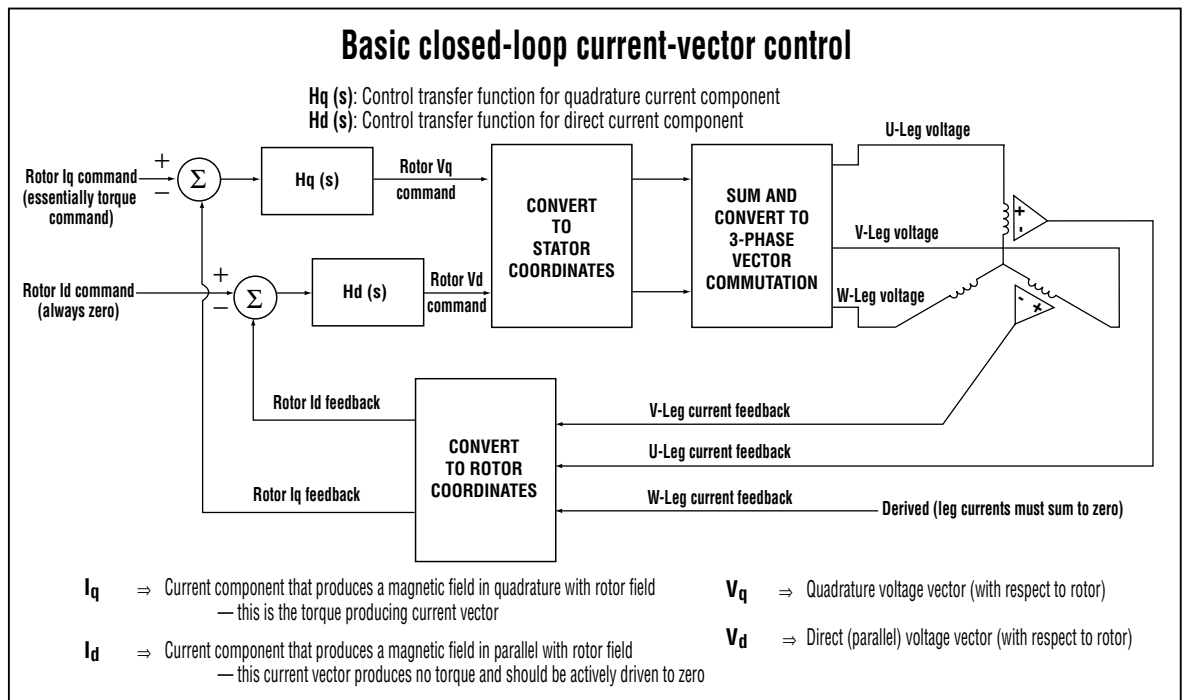 Basic closed-loop current-vector control
Hq (s): Control transfer function for quadrature current component
Hd (s): Control transfer function for direct current component
U-Leg voltage
Rotor Iq command
(essentially torque
command)
+
−
Σ
Hq (s)
Rotor Vq
command
CONVERT
TO
STATOR
COORDINATES
SUM AND
CONVERT TO
3-PHASE
VECTOR
COMMUTATION
V-Leg voltage
W-Leg voltage
+
-
Rotor Id command
(always zero)
+
−
Σ
Hd (s)
Rotor Vd
command
-
+
Rotor Id feedback
Rotor Iq feedback
CONVERT
TO ROTOR
COORDINATES
V-Leg current feedback
U-Leg current feedback
W-Leg current feedback
Derived (leg currents must sum to zero)
Iq ⇒ Current component that produces a magnetic field in quadrature with rotor field
— this is the torque producing current vector
Id ⇒ Current component that produces a magnetic field in parallel with rotor field
— this current vector produces no torque and should be actively driven to zero
Vq ⇒ Quadrature voltage vector (with respect to rotor)
Vd ⇒ Direct (parallel) voltage vector (with respect to rotor)